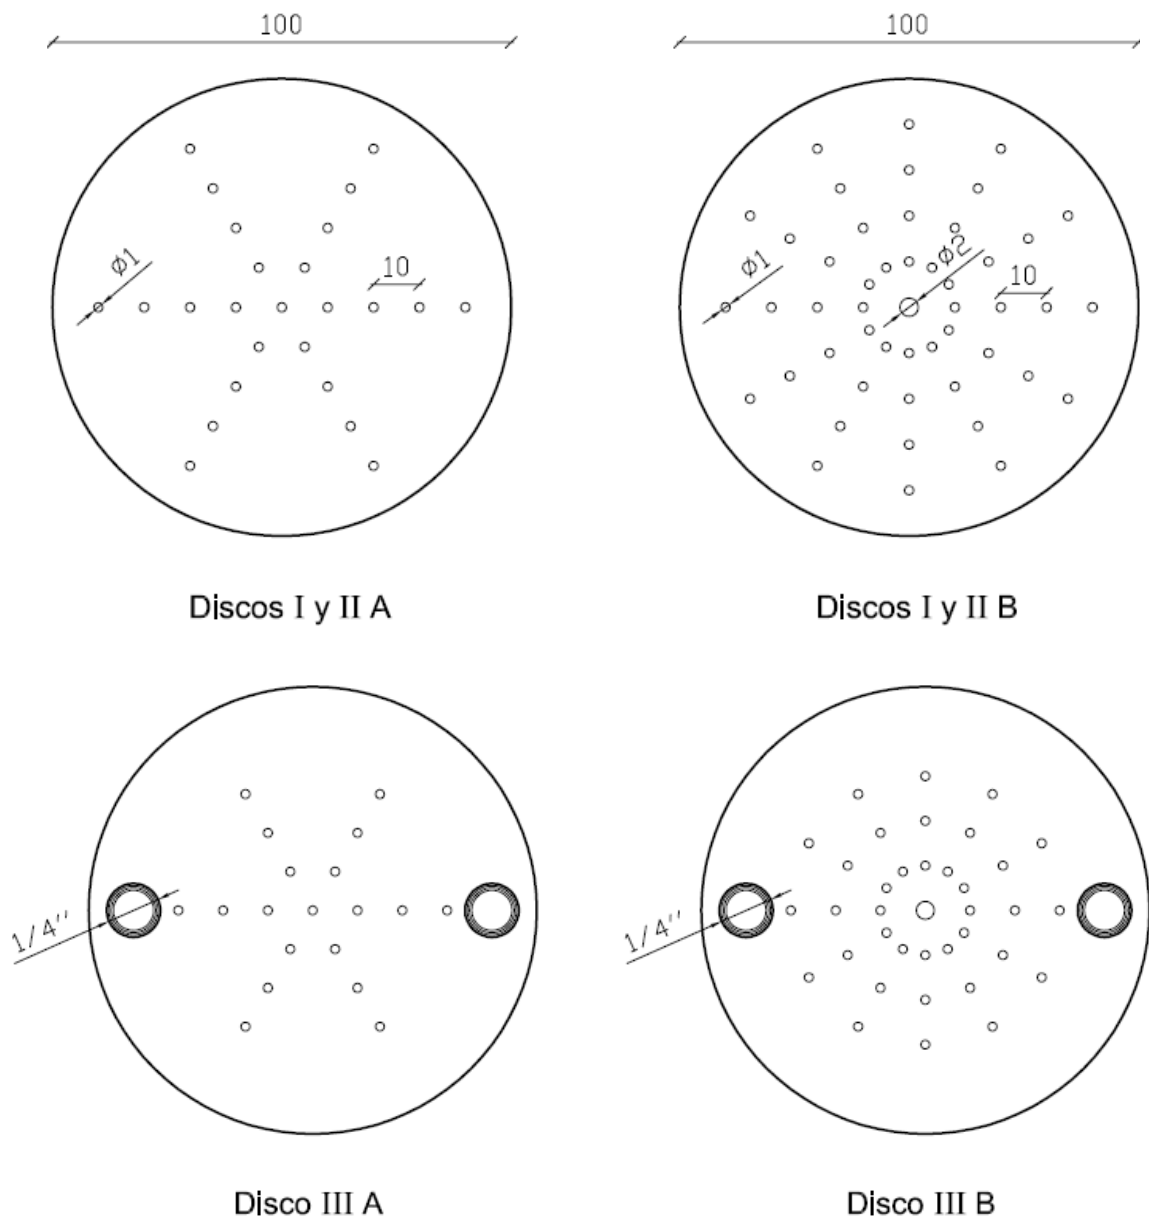 100
100
ø1
10
ø1
ø2
10
Discos I y II A
Discos I y II B
1/4''
1/4''
Disco III A
Disco III B